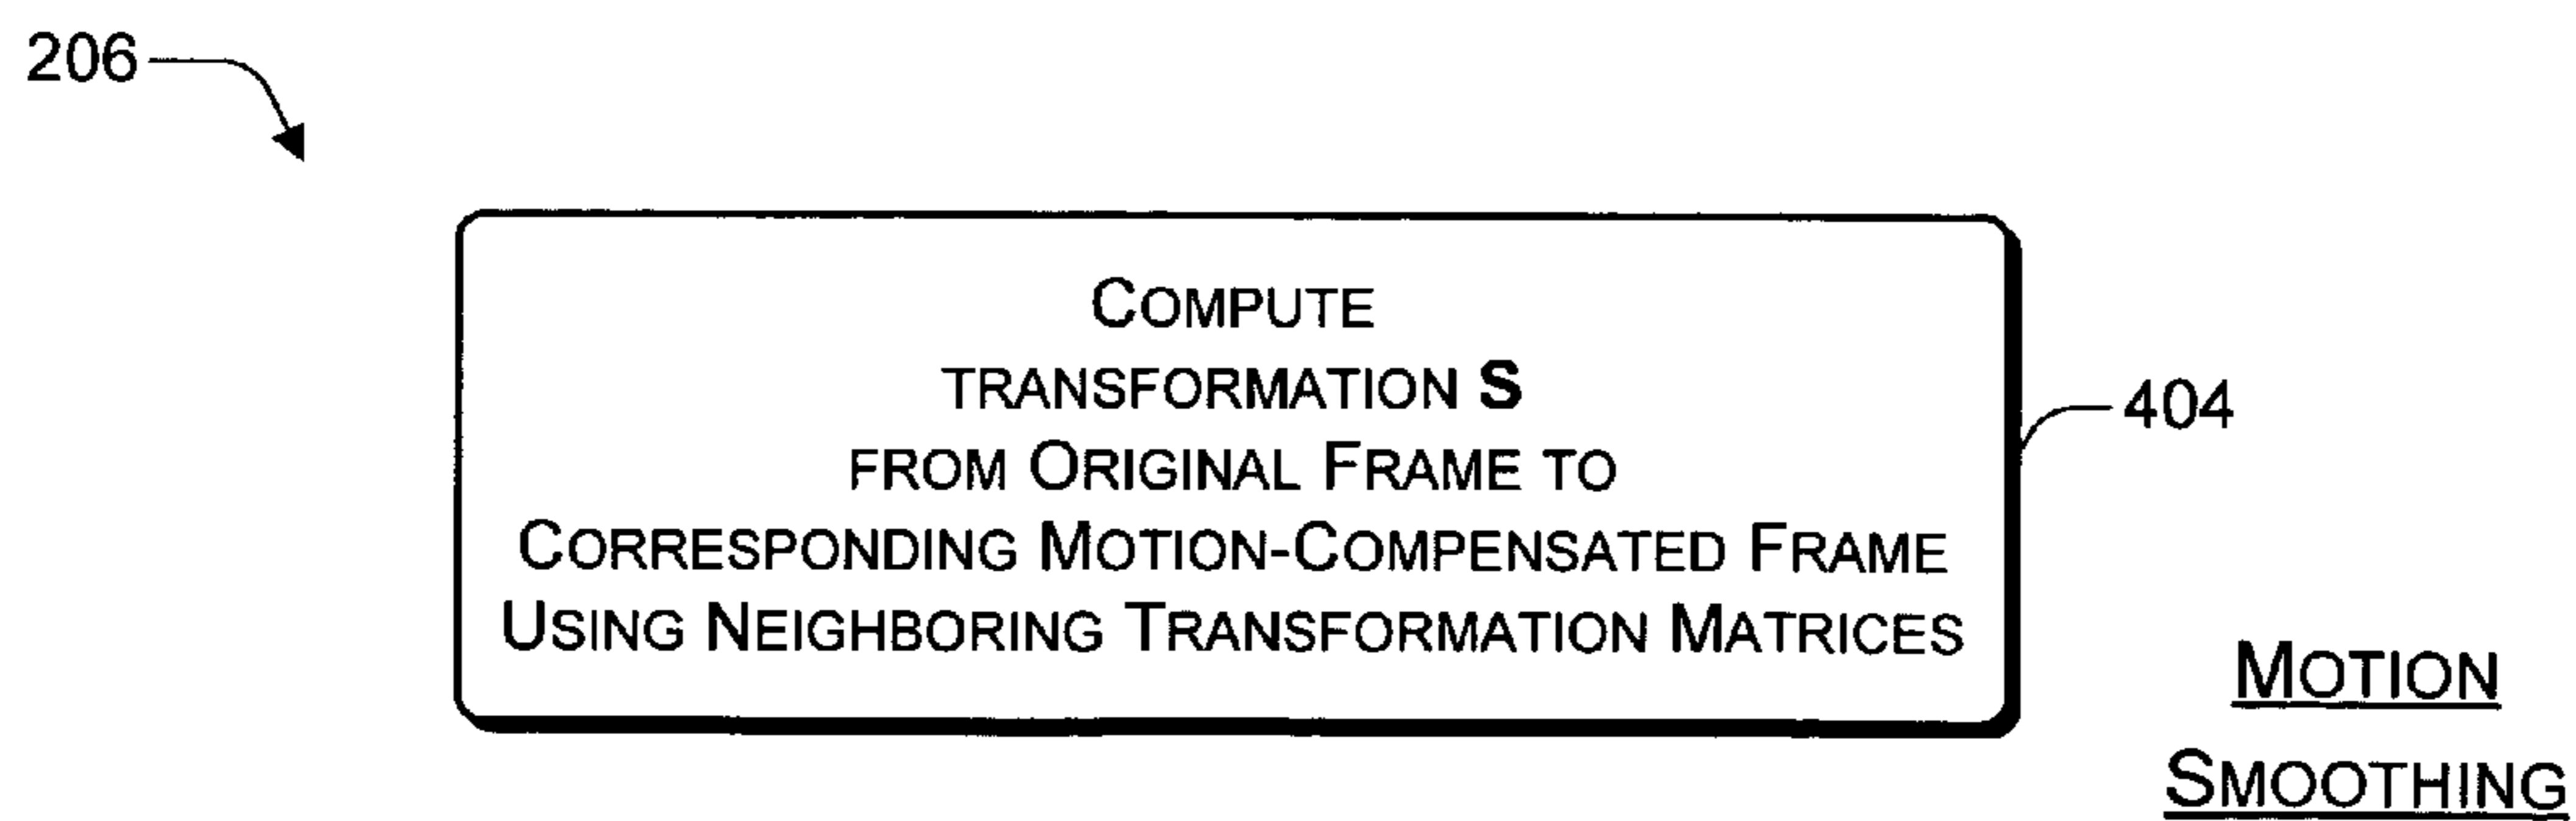 206
COMPUTE
TRANSFORMATION S
FROM ORIGINAL FRAME TO
CORRESPONDING MOTION-COMPENSATED FRAME
USING NEIGHBORING TRANSFORMATION MATRICES
404
MOTION
SMOOTHING